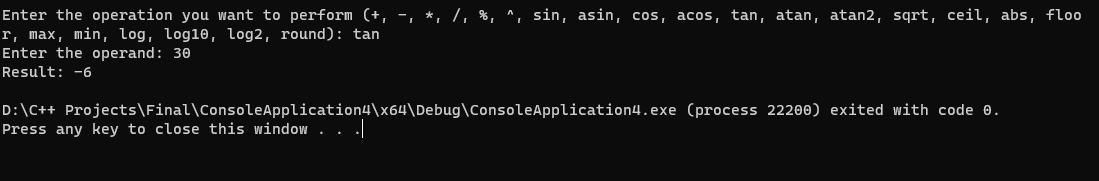 Enter the operation you want to perform (+, -, *, /, %, ^, sin, asin, cos, acos, tan, atan, atan2, sqrt, ceil, abs, floo
r, max, min, log, log10, log2, round): tan
Enter the operand: 30
Result: -6
D:\C++ Projects\Final\ConsoleApplication4\x64\Debug\ConsoleApplication4.exe (process 22200) exited with code 0.
Press any key to close this window . . .